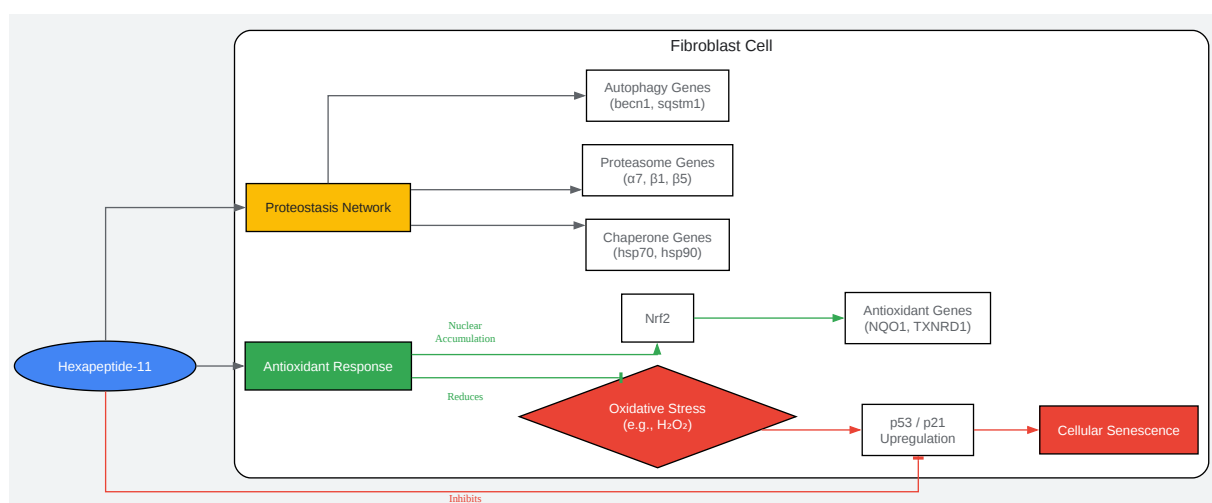 Fibroblast Cell
Autophagy Genes
(becn1, sqstm1)
Proteasome Genes
(α7, β1, β5)
Proteostasis Network
Chaperone Genes
(hsp70, hsp90)
Nrf2
Antioxidant Genes
(NQO1, TXNRD1)
Nuclear
Accumulation
Hexapeptide-11
Antioxidant Response
Reduces
Oxidative Stress
(e.g., H₂O₂)
p53 / p21
Upregulation
Cellular Senescence
Inhibits